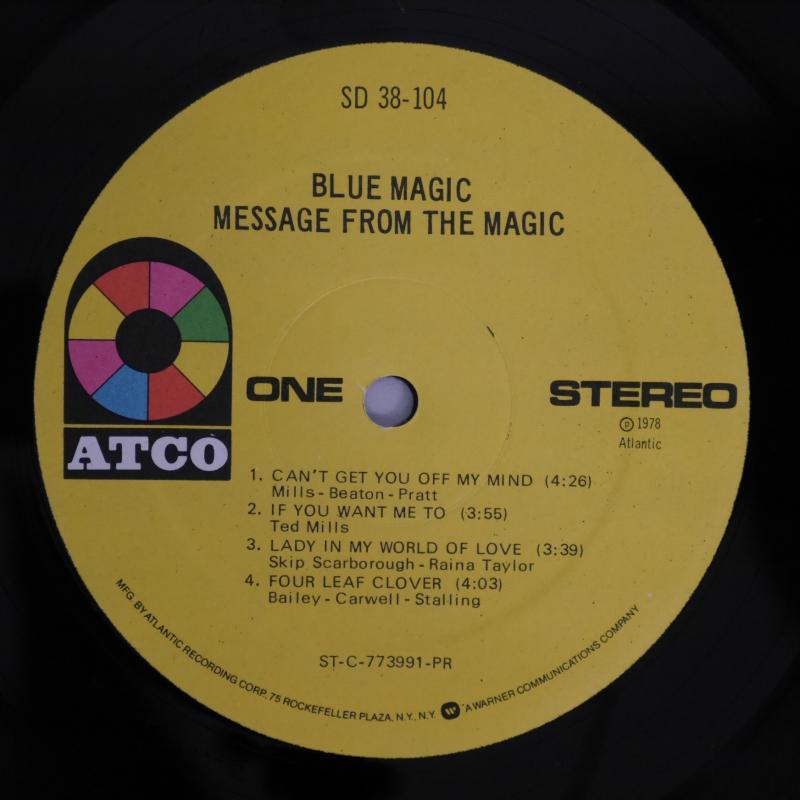 SD 38-104
BLUE MAGIC
MESSAGE FROM THE MAGIC
ATCO
ONE
STEREO
℗ 1978
Atlantic
1. CAN'T GET YOU OFF MY MIND (4:26)
Mills - Beaton - Pratt
2. IF YOU WANT ME TO (3:55)
Ted Mills
3. LADY IN MY WORLD OF LOVE (3:39)
Skip Scarborough - Raina Taylor
4. FOUR LEAF CLOVER (4:03)
Bailey - Carwell - Stalling
ST-C-773991-PR
MFG. BY ATLANTIC RECORDING CORP., 75 ROCKEFELLER PLAZA, N.Y., N.Y. W A WARNER COMMUNICATIONS COMPANY